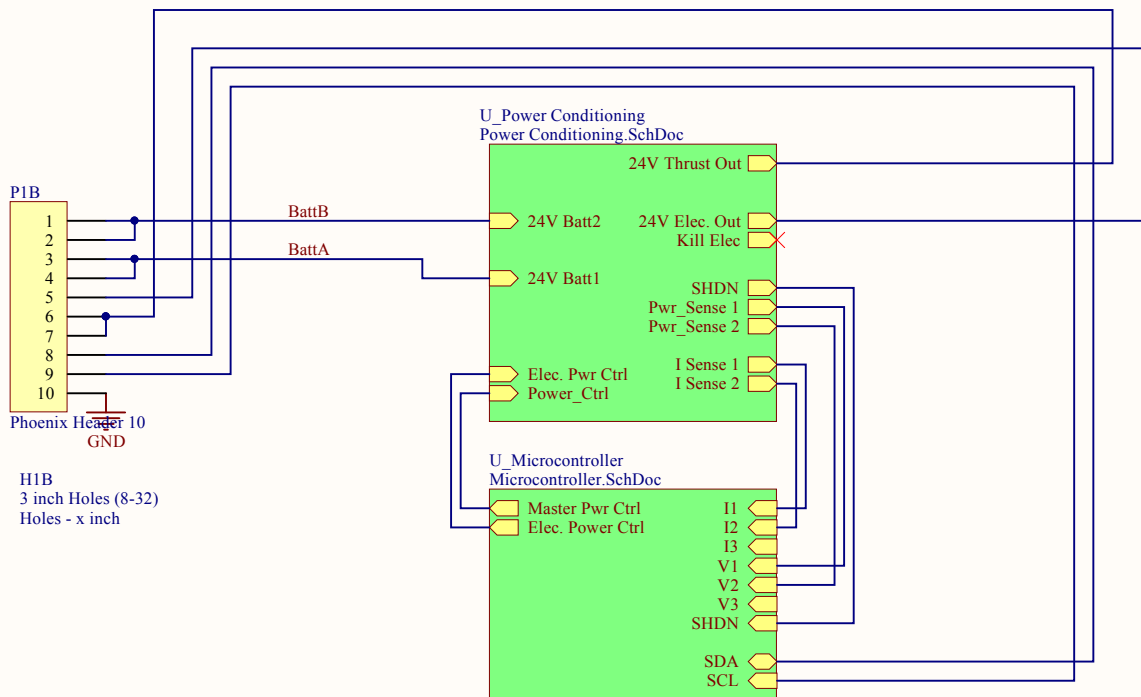 U_Power Conditioning
Power Conditioning.SchDoc
24V Thrust Out
P1B
1
2
3
4
5
6
7
8
9
10
Phoenix Header 10
GND
BattB
BattA
24V Batt2
24V Batt1
24V Elec. Out
Kill Elec
SHDN
Pwr_Sense 1
Pwr_Sense 2
I Sense 1
I Sense 2
Elec. Pwr Ctrl
Power_Ctrl
H1B
3 inch Holes (8-32)
Holes - x inch
U_Microcontroller
Microcontroller.SchDoc
Master Pwr Ctrl
Elec. Power Ctrl
I1
I2
I3
V1
V2
V3
SHDN
SDA
SCL